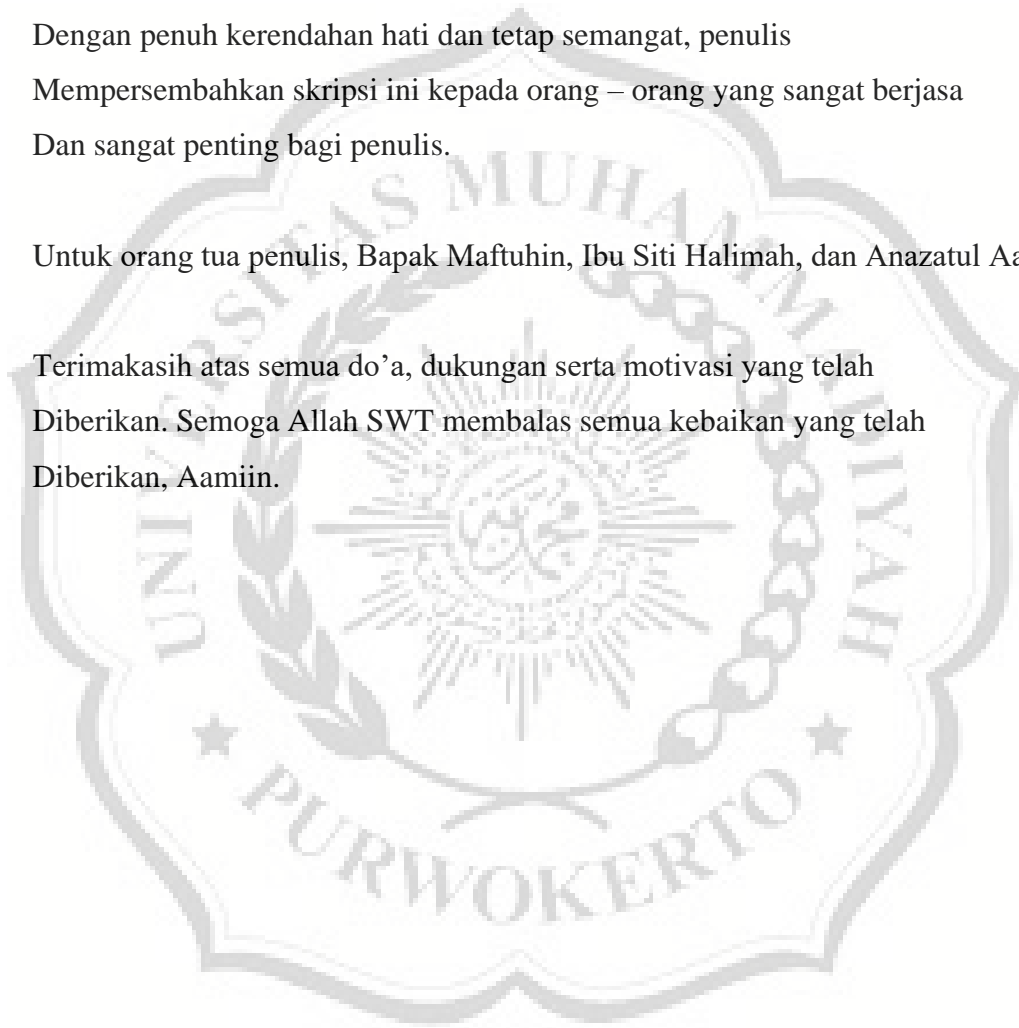 Dengan penuh kerendahan hati dan tetap semangat, penulis
Mempersembahkan skripsi ini kepada orang – orang yang sangat berjasa
Dan sangat penting bagi penulis.
Untuk orang tua penulis, Bapak Maftuhin, Ibu Siti Halimah, dan Anazatul
Terimakasih atas semua do’a, dukungan serta motivasi yang telah
Diberikan. Semoga Allah SWT membalas semua kebaikan yang telah
Diberikan, Aamiin.
UNIVERSITAS MUHAMMADIYAH
PURWOKERTO